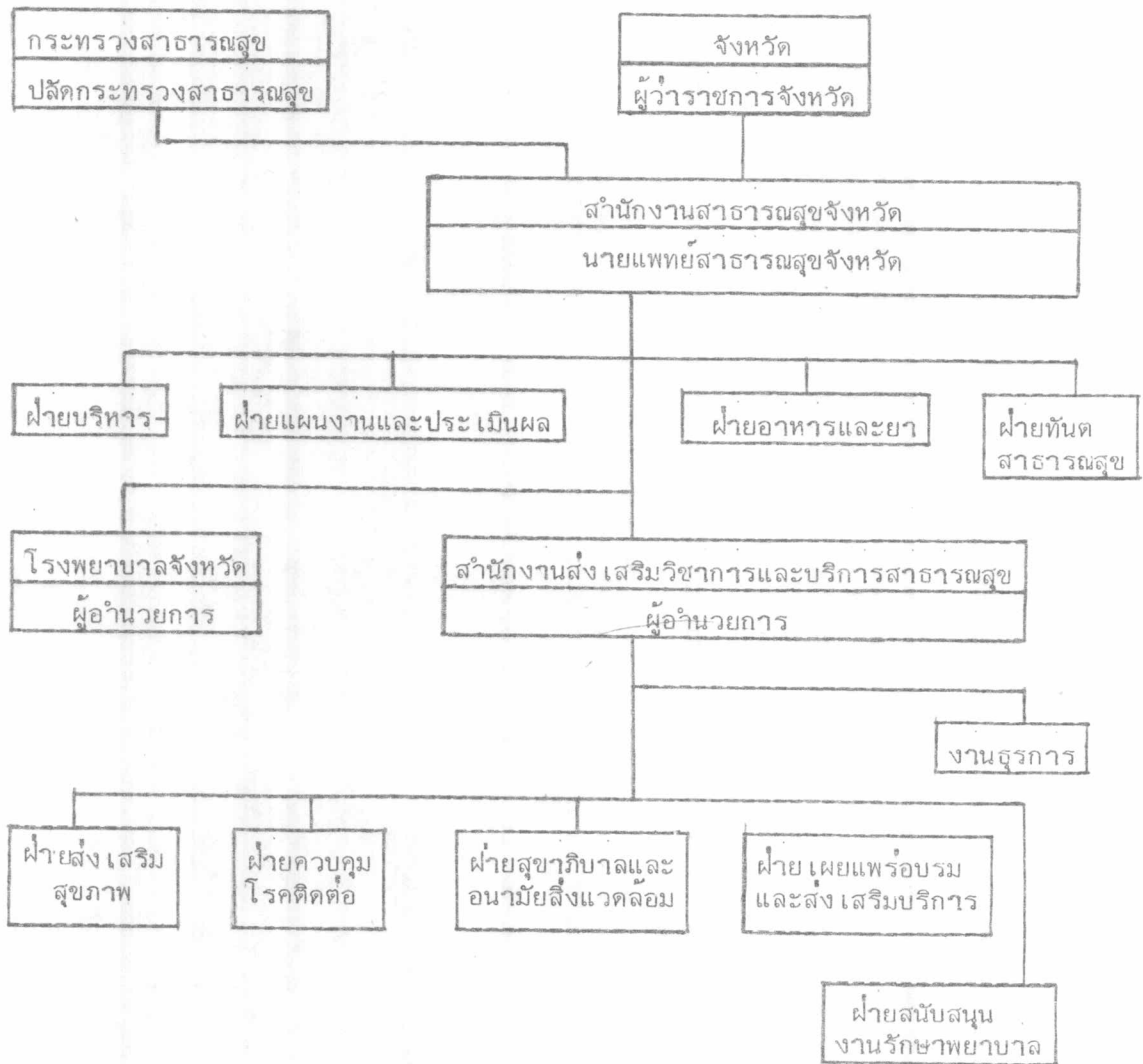 กระทรวงสาธารณสุข
ปลัดกระทรวงสาธารณสุข
จังหวัด
ผู้ว่าราชการจังหวัด
สำนักงานสาธารณสุขจังหวัด
นายแพทย์สาธารณสุขจังหวัด
ฝ่ายบริหาร
ฝ่ายแผนงานและประเมินผล
ฝ่ายอาหารและยา
ฝ่ายทันต
สาธารณสุข
โรงพยาบาลจังหวัด
ผู้อำนวยการ
สำนักงานส่งเสริมวิชาการและบริการสาธารณสุข
ผู้อำนวยการ
งานธุรการ
ฝ่ายส่งเสริม
สุขภาพ
ฝ่ายควบคุม
โรคติดต่อ
ฝ่ายสุขาภิบาลและ
อนามัยสิ่งแวดล้อม
ฝ่ายเผยแพร่อบรม
และส่งเสริมบริการ
ฝ่ายสนับสนุน
งานรักษาพยาบาล